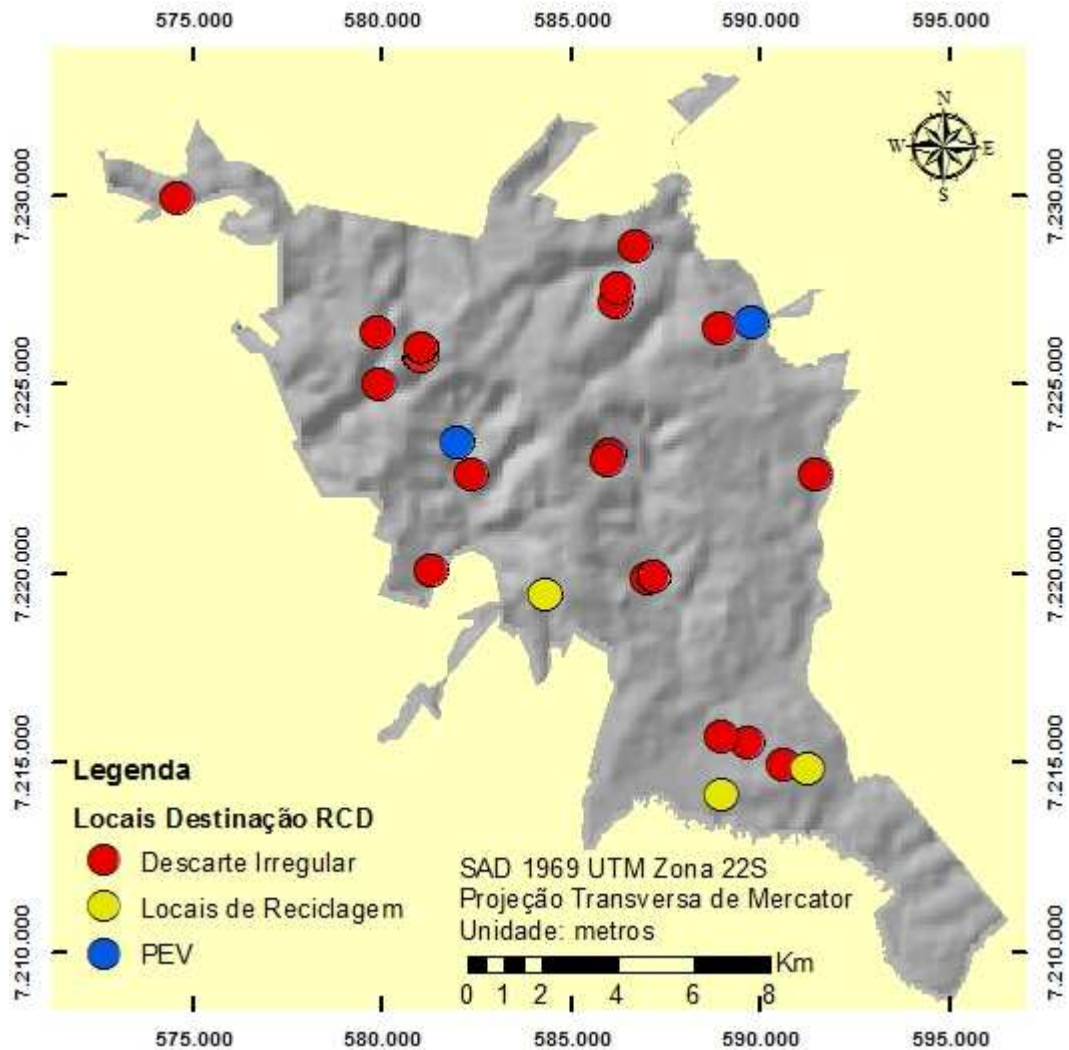 575.000 580.000 585.000 590.000 595.000
N
W E
S
7.230.000 7.230.000
7.225.000 7.225.000
7.220.000 7.220.000
7.215.000 7.215.000
7.210.000 7.210.000
Legenda
Locais Destinação RCD
Descarte Irregular
Locais de Reciclagem
PEV
SAD 1969 UTM Zona 22S
Projeção Transversa de Mercator
Unidade: metros
Km
0 1 2 4 6 8
575.000 580.000 585.000 590.000 595.000